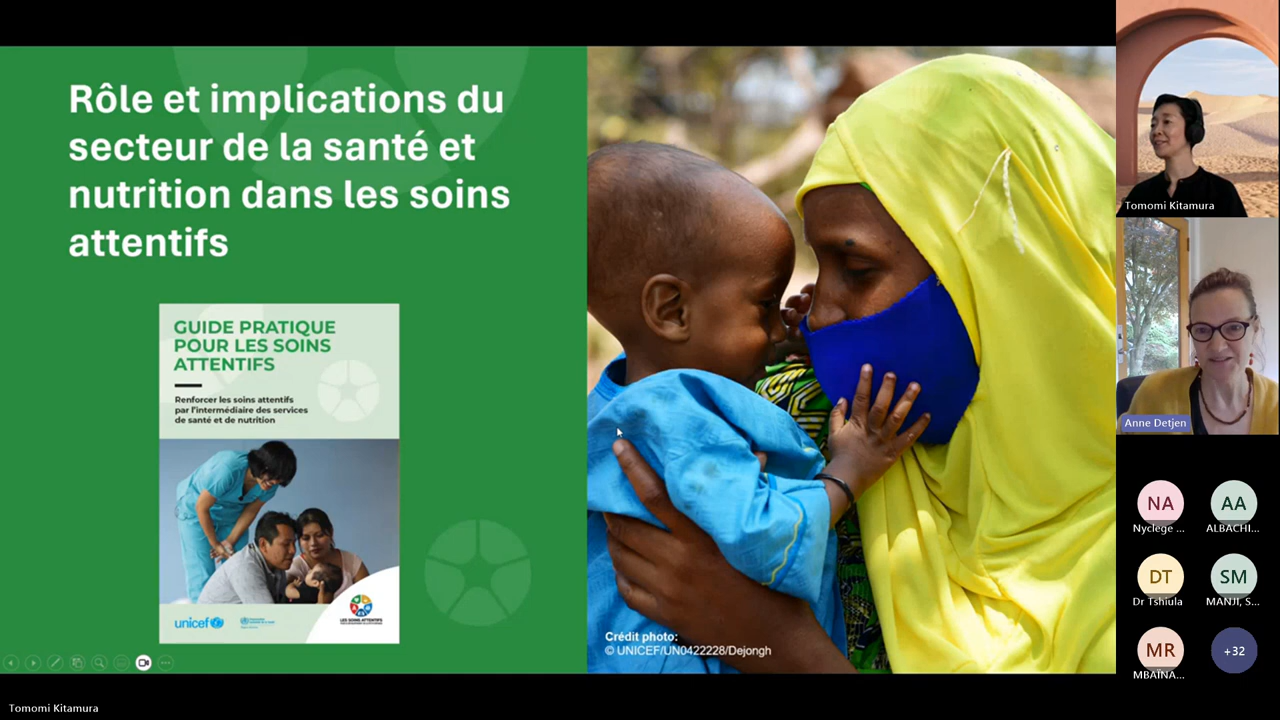 Rôle et implications du
secteur de la santé et
nutrition dans les soins
attentifs
GUIDE PRATIQUE
POUR LES SOINS
ATTENTIFS
Renforcer les soins attentifs
par l'intermédiaire des services
de santé et de nutrition
unicef
LES SOINS ATTENTIFS
Crédit photo:
© UNICEF/UN0422228/Dejongh
Tomomi Kitamura
Anne Detjen
NA
Nyclege ...
AA
ALBACHI...
DT
Dr Tshiula
SM
MANJI, S...
MR
MBAÏNA...
+32
Tomomi Kitamura